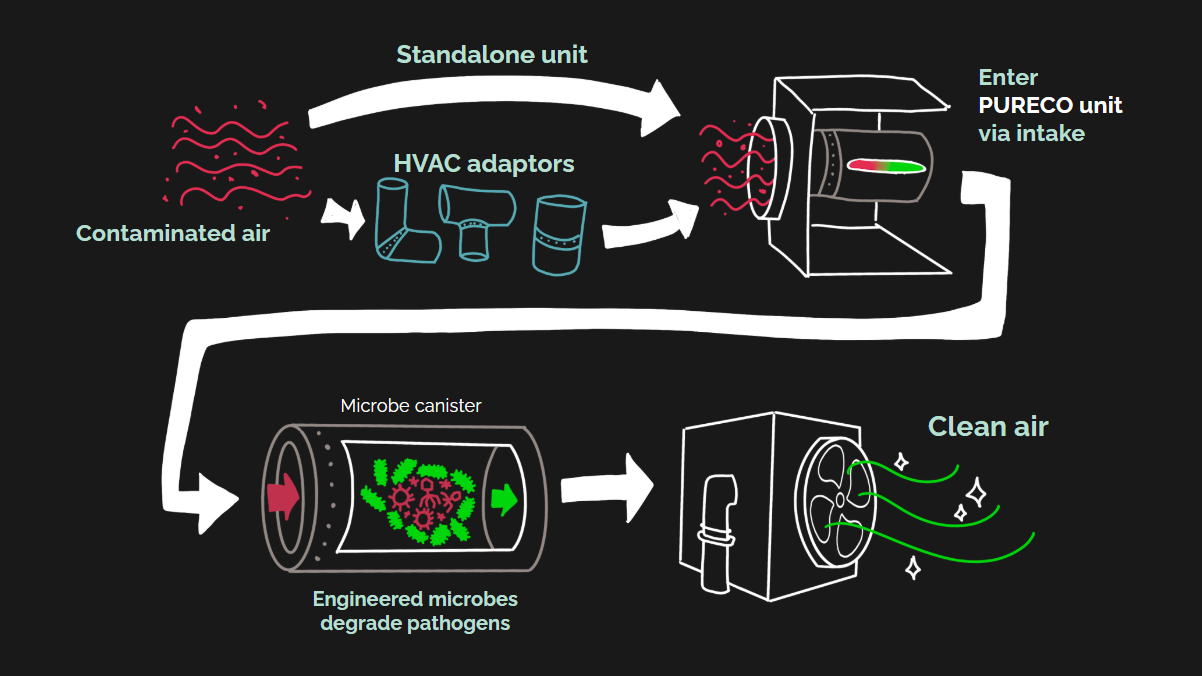 Standalone unit
Enter
PURECO unit
via intake
HVAC adaptors
Contaminated air
Microbe canister
Clean air
Engineered microbes
degrade pathogens